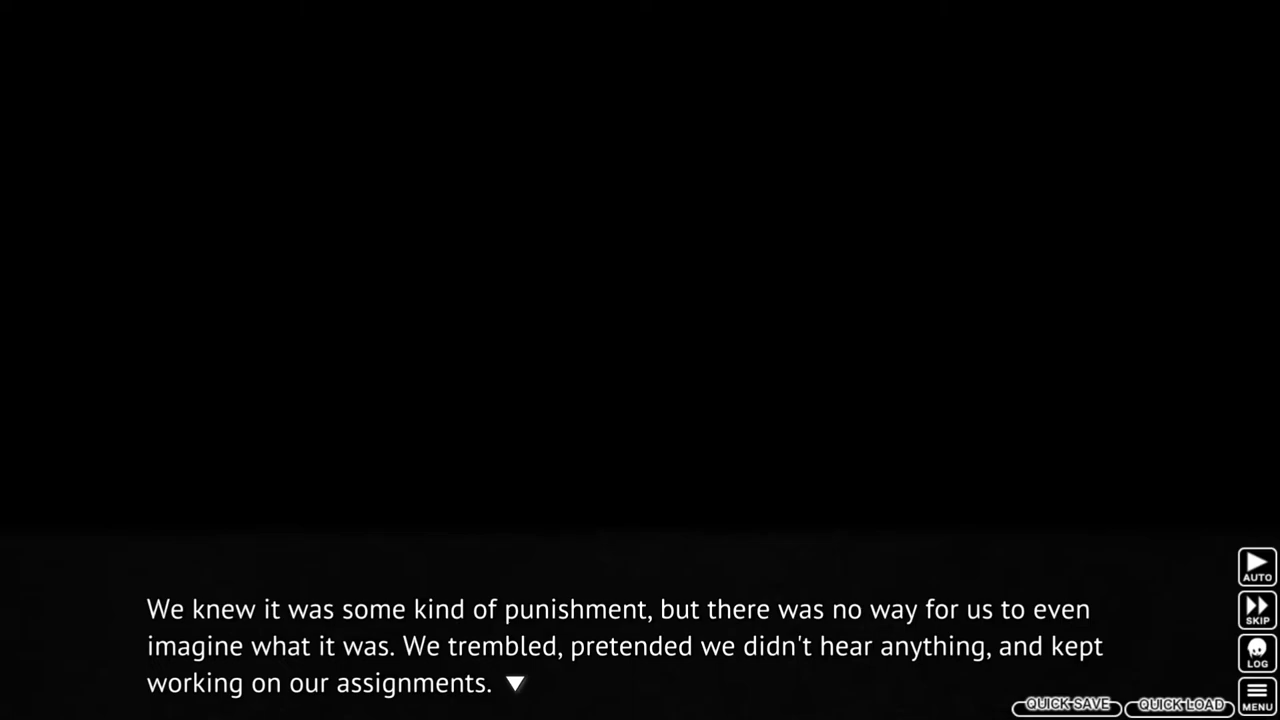 We knew it was some kind of punishment, but there was no way for us to even
imagine what it was. We trembled, pretended we didn't hear anything, and kept
working on our assignments.
AUTO
SKIP
LOG
MENU
QUICK SAVE QUICK LOAD